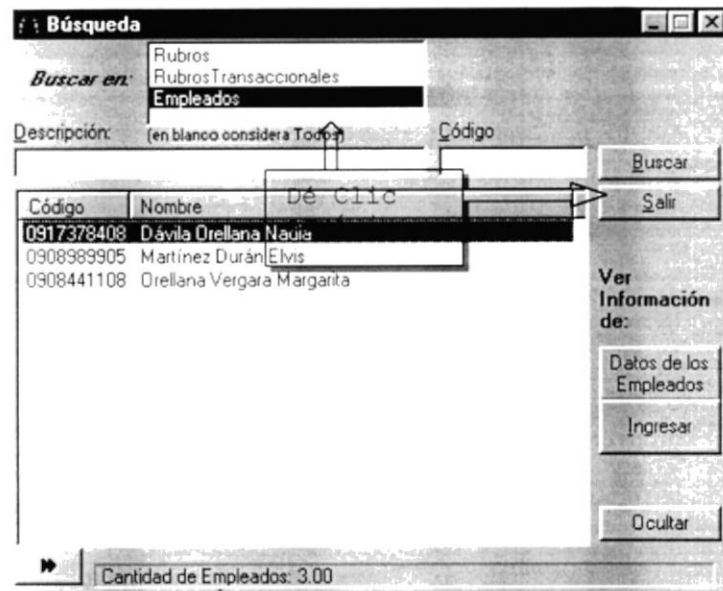 Búsqueda
Rubros
Buscar en:
RubrosTransaccionales
Empleados
Descripción:
(en blanco considera Todos)
Código
Buscar
Dé Clic
Salir
Código
Nombre
0917378408 Dávila Orellana
0908989905 Martínez Durán Elvis
0908441108 Orellana Vergara Margarita
Ver
Información
de:
Datos de los
Empleados
Ingresar
Ocultar
Cantidad de Empleados: 3.00